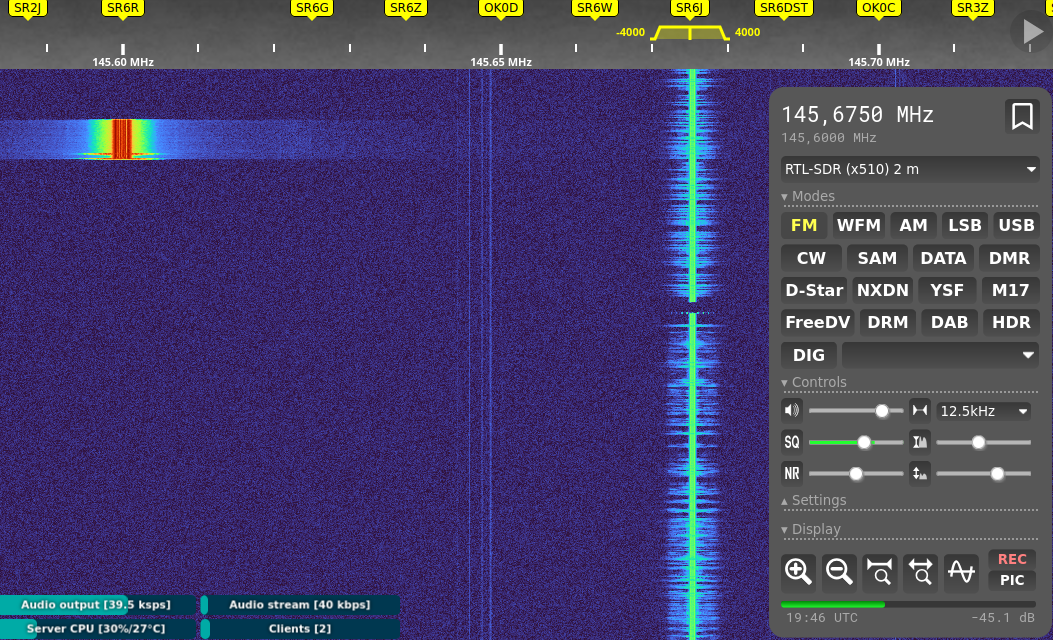 SR2J SR6R SR6G SR6Z OK0D SR6W SR6J SR6DST OK0C SR3Z
-4000 4000
145.60 MHz 145.65 MHz 145.70 MHz
145,6750 MHz
145,6000 MHz
RTL-SDR (x510) 2 m
Modes
FM WFM AM LSB USB
CW SAM DATA DMR
D-Star NXDN YSF M17
FreeDV DRM DAB HDR
DIG
Controls
12.5kHz
SQ
NR
Settings
Display
REC
PIC
19:46 UTC -45.1 dB
Audio output [39.5 ksps] Audio stream [40 kbps]
Server CPU [30%/27°C] Clients [2]